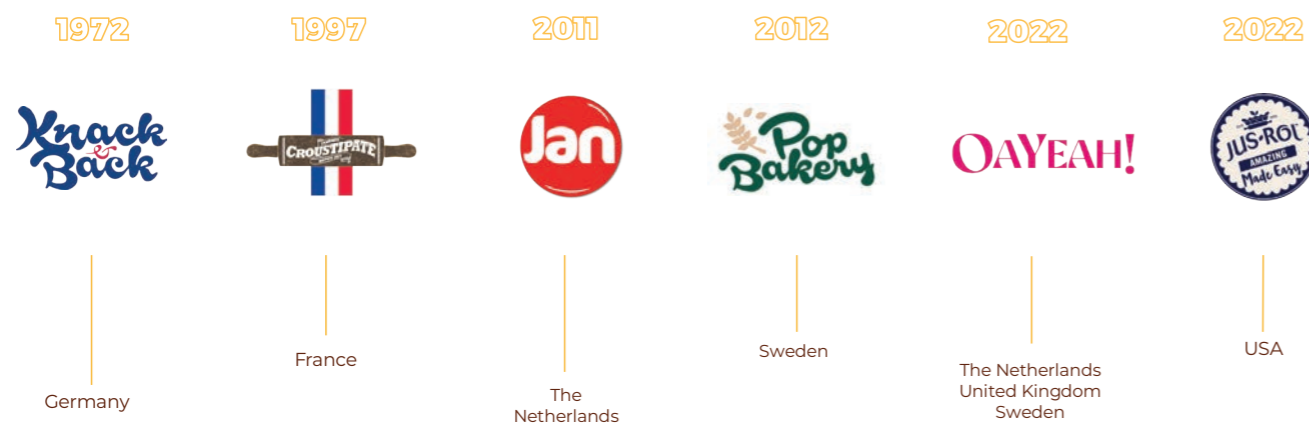 1972
1997
2011
2012
2022
2022
Knack
&
Back
CROUSTIPATE
Jan
Pop
Bakery
OAYEAH!
JUS-ROL
AMAZING
Made Easy
Germany
France
The
Netherlands
Sweden
The Netherlands
United Kingdom
Sweden
USA